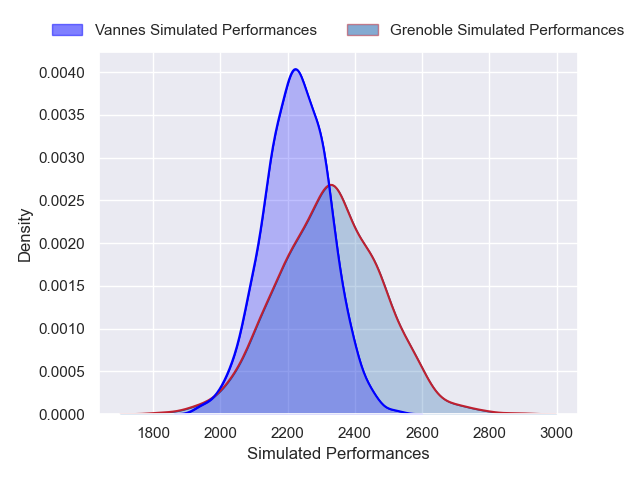 Vannes Simulated Performances Grenoble Simulated Performances
0.0040
0.0035
0.0030
0.0025
0.0020
0.0015
0.0010
0.0005
0.0000
Density
1800 2000 2200 2400 2600 2800 3000
Simulated Performances